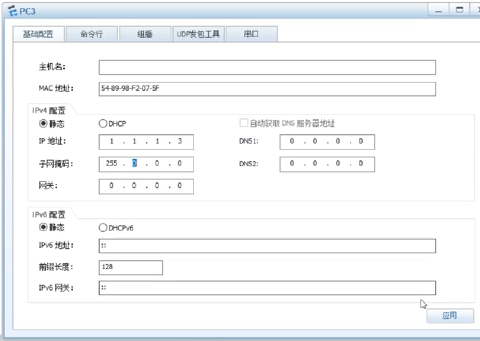 PC3
基础配置 命令行 组播 UDP发包工具 串口
主机名:
MAC 地址: 54-89-98-F2-07-5F
IPv4 配置
静态 DHCP 自动获取 DNS 服务器地址
IP 地址: 1 . 1 . 1 . 3 DNS1: 0 . 0 . 0 . 0
子网掩码: 255 . 0 . 0 . 0 DNS2: 0 . 0 . 0 . 0
网关: 0 . 0 . 0 . 0
IPv6 配置
静态 DHCPv6
IPv6 地址: ::
前缀长度: 128
IPv6 网关: ::
应用